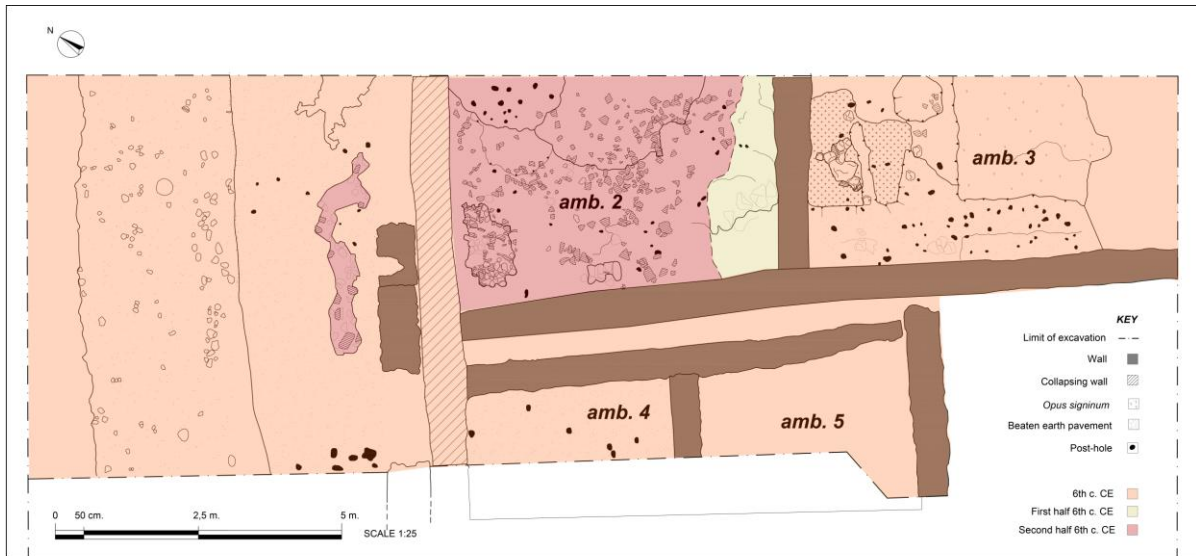 N
amb. 2
amb. 3
amb. 4
amb. 5
KEY
Limit of excavation
Wall
Collapsing wall
Opus signinum
Beaten earth pavement
Post-hole
6th c. CE
First half 6th c. CE
Second half 6th c. CE
0 50 cm. 2,5 m. 5 m.
SCALE 1:25